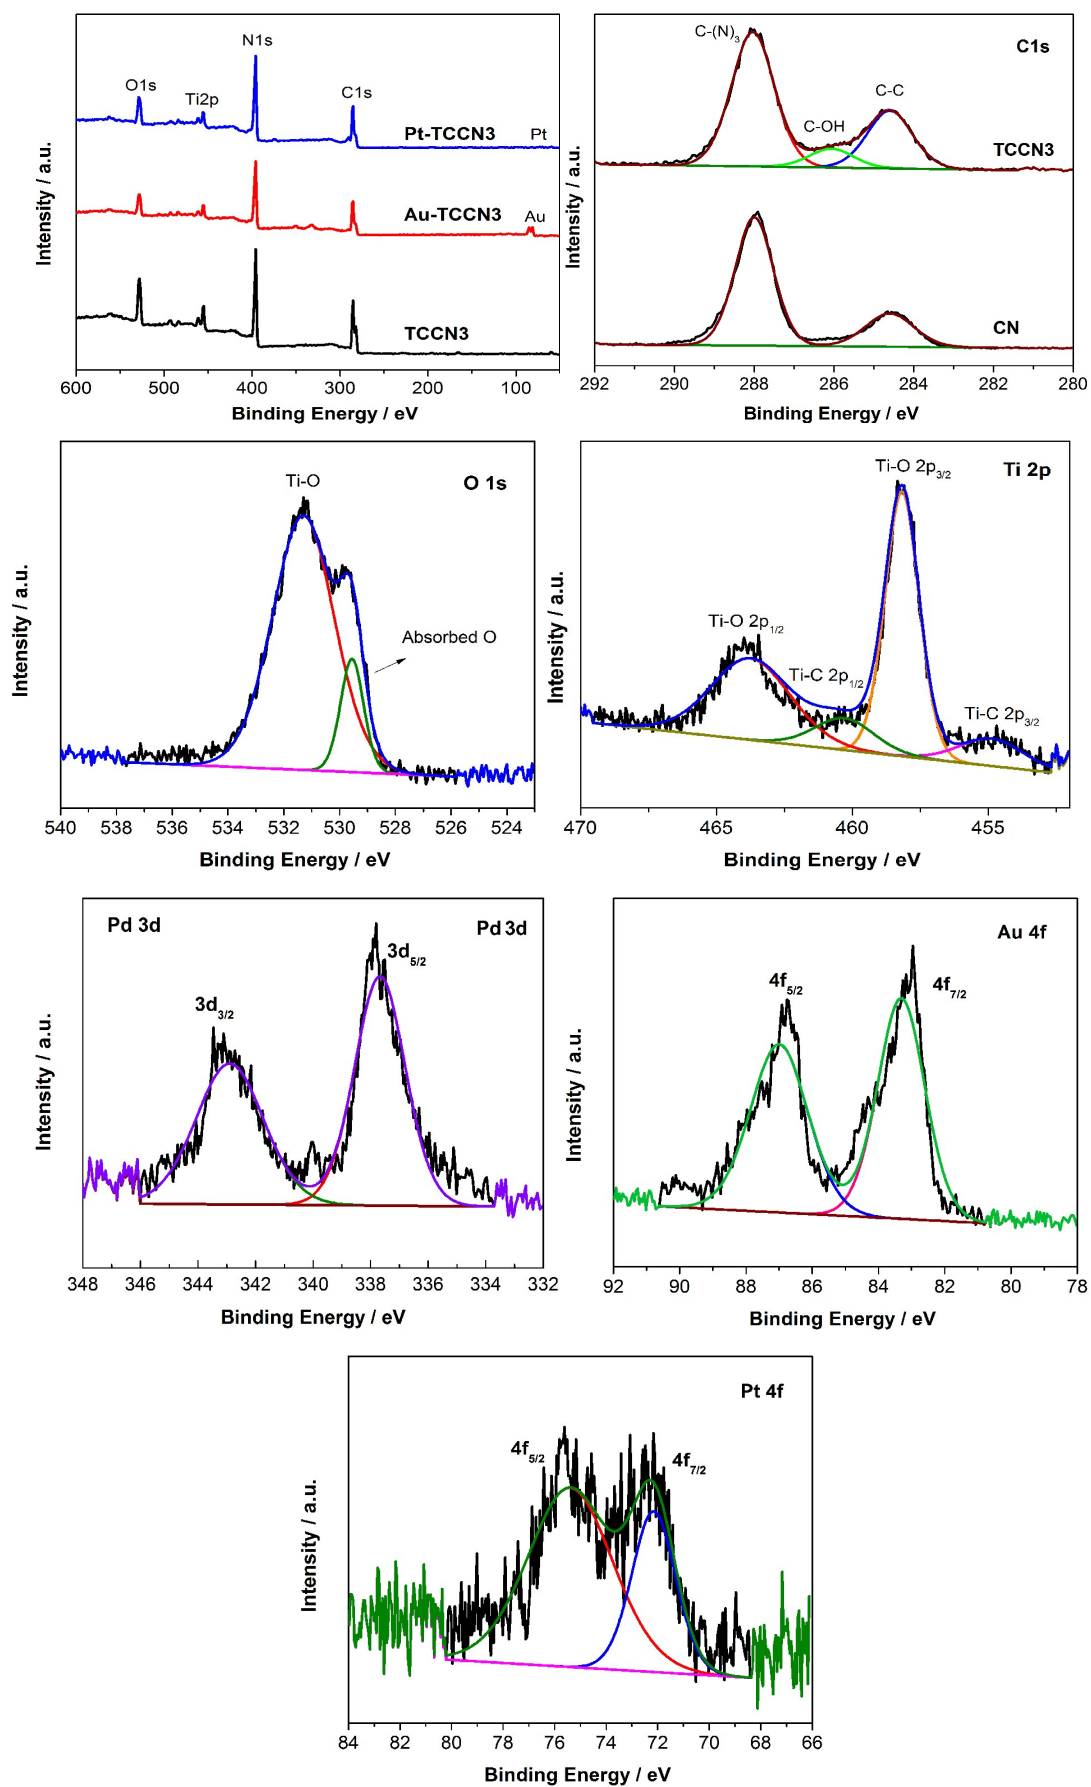 N1s
O1s
Ti2p
C1s
Pt-TCCN3
Pt
Au-TCCN3
Au
TCCN3
Intensity / a.u.
600 500 400 300 200 100
Binding Energy / eV
C-(N)3
C1s
C-C
C-OH
TCCN3
CN
Intensity / a.u.
292 290 288 286 284 282 280
Binding Energy / eV
Ti-O
O 1s
Absorbed O
Intensity / a.u.
540 538 536 534 532 530 528 526 524
Binding Energy / eV
Ti-O 2p3/2
Ti 2p
Ti-O 2p1/2
Ti-C 2p1/2
Ti-C 2p3/2
Intensity / a.u.
470 465 460 455
Binding Energy / eV
Pd 3d
Pd 3d
3d5/2
3d3/2
Intensity / a.u.
348 346 344 342 340 338 336 334 332
Binding Energy / eV
Au 4f
4f5/2
4f7/2
Intensity / a.u.
92 90 88 86 84 82 80 78
Binding Energy / eV
Pt 4f
4f5/2
4f7/2
Intensity / a.u.
84 82 80 78 76 74 72 70 68 66
Binding Energy / eV